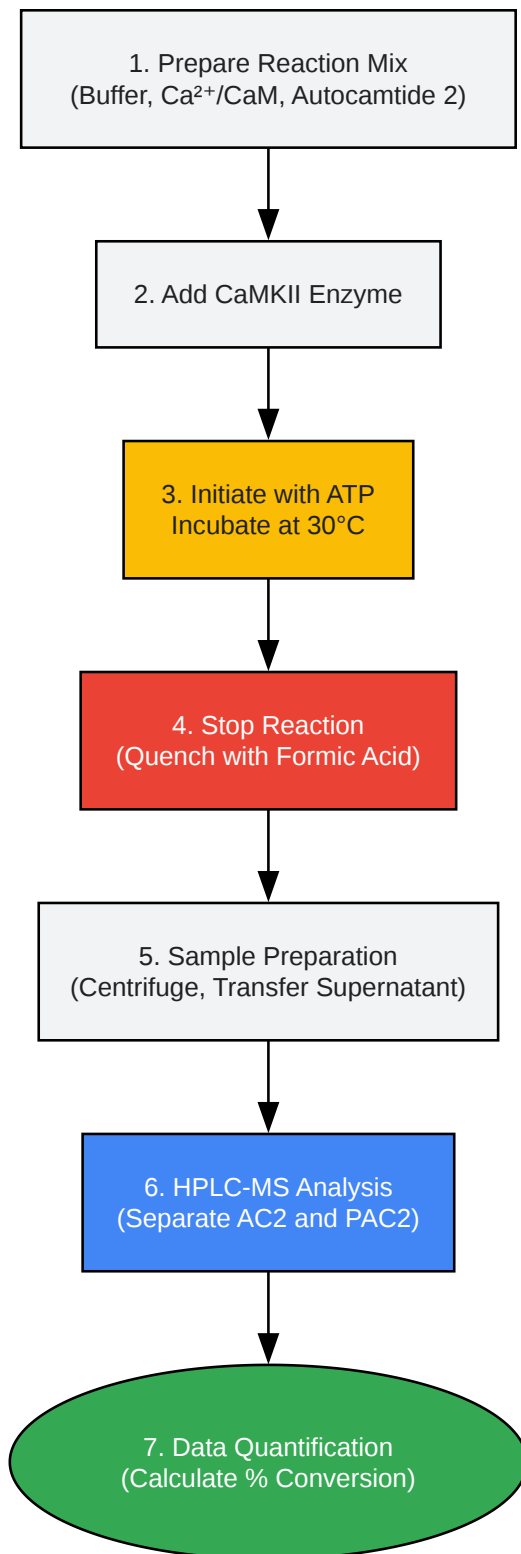 1. Prepare Reaction Mix
(Buffer, Ca²⁺/CaM, Autocamtide 2)
2. Add CaMKII Enzyme
3. Initiate with ATP
Incubate at 30°C
4. Stop Reaction
(Quench with Formic Acid)
5. Sample Preparation
(Centrifuge, Transfer Supernatant)
6. HPLC-MS Analysis
(Separate AC2 and PAC2)
7. Data Quantification
(Calculate % Conversion)